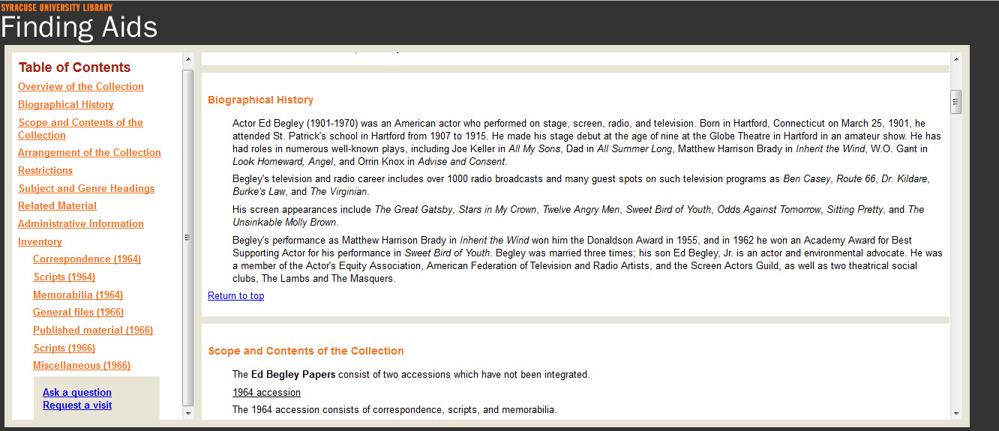 SYRACUSE UNIVERSITY LIBRARY
Finding Aids
Table of Contents
Overview of the Collection
Biographical History
Scope and Contents of the
Collection
Arrangement of the Collection
Restrictions
Subject and Genre Headings
Related Material
Administrative Information
Inventory
Correspondence (1964)
Scripts (1964)
Memorabilia (1964)
General files (1966)
Published material (1966)
Scripts (1966)
Miscellaneous (1966)
Ask a question
Request a visit
Biographical History
Actor Ed Begley (1901-1970) was an American actor who performed on stage, screen, radio, and television. Born in Hartford, Connecticut on March 25, 1901, he
attended St. Patrick's school in Hartford from 1907 to 1915. He made his stage debut at the age of nine at the Globe Theatre in Hartford in an amateur show. He has
had roles in numerous well-known plays, including Joe Keller in All My Sons, Dad in All Summer Long, Matthew Harrison Brady in Inherit the Wind, W.O. Gant in
Look Homeward, Angel, and Orrin Knox in Advise and Consent.
Begley's television and radio career includes over 1000 radio broadcasts and many guest spots on such television programs as Ben Casey, Route 66, Dr. Kildare,
Burke's Law, and The Virginian.
His screen appearances include The Great Gatsby, Stars in My Crown, Twelve Angry Men, Sweet Bird of Youth, Odds Against Tomorrow, Sitting Pretty, and The
Unsinkable Molly Brown.
Begley's performance as Matthew Harrison Brady in Inherit the Wind won him the Donaldson Award in 1955, and in 1962 he won an Academy Award for Best
Supporting Actor for his performance in Sweet Bird of Youth. Begley was married three times; his son Ed Begley, Jr. is an actor and environmental advocate. He was
a member of the Actor's Equity Association, American Federation of Television and Radio Artists, and the Screen Actors Guild, as well as two theatrical social
clubs, The Lambs and The Masquers.
Return to top
Scope and Contents of the Collection
The Ed Begley Papers consist of two accessions which have not been integrated.
1964 accession
The 1964 accession consists of correspondence, scripts, and memorabilia.